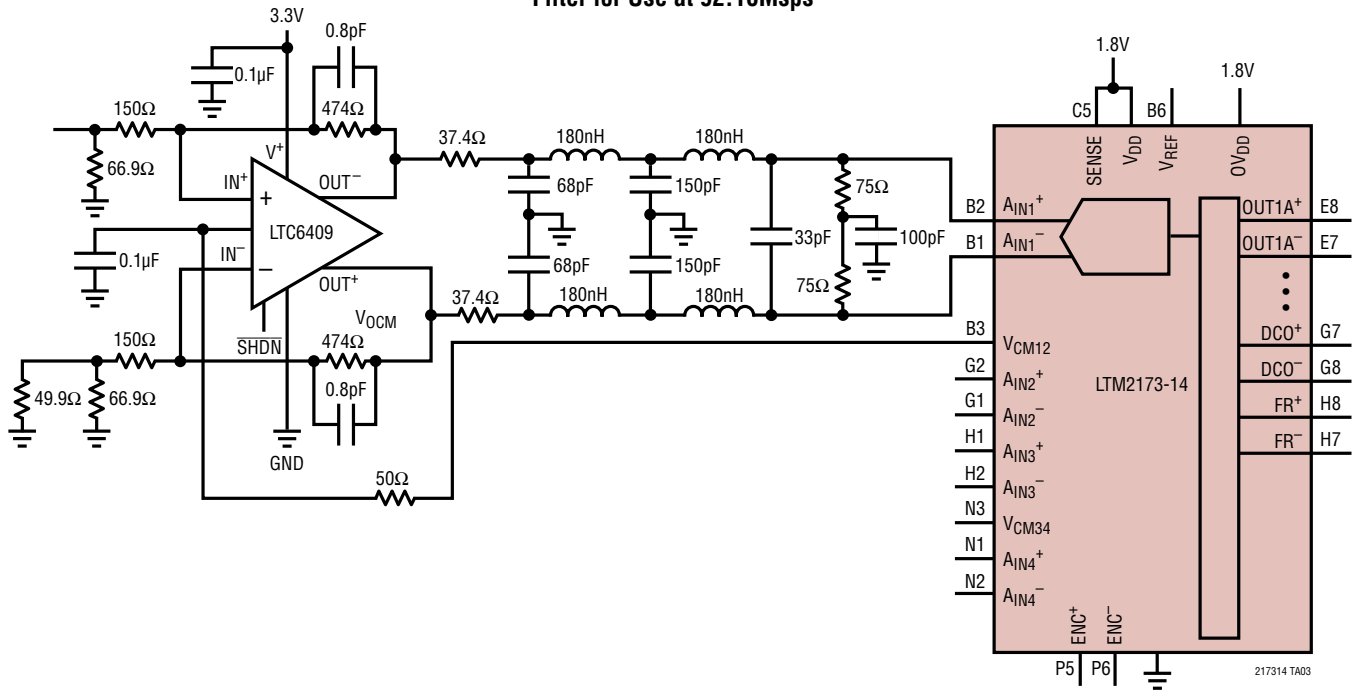 Filter for Use at 92.16Msps
3.3V
0.8pF
0.1µF
150Ω
474Ω
66.9Ω
V+
IN+
OUT–
+
LTC6409
0.1µF
IN–
–
OUT+
VOCM
SHDN
150Ω
474Ω
0.8pF
49.9Ω
66.9Ω
GND
50Ω
37.4Ω
180nH
180nH
68pF
150pF
75Ω
33pF
100pF
68pF
150pF
75Ω
37.4Ω
180nH
180nH
1.8V
1.8V
C5
B6
SENSE
VDD
VREF
OVDD
B2
AIN1+
B1
AIN1–
B3
VCM12
G2
AIN2+
G1
AIN2–
H1
AIN3+
H2
AIN3–
N3
VCM34
N1
AIN4+
N2
AIN4–
LTM2173-14
OUT1A+
E8
OUT1A–
E7
DCO+
G7
DCO–
G8
FR+
H8
FR–
H7
ENC+
ENC–
P5
P6
217314 TA03